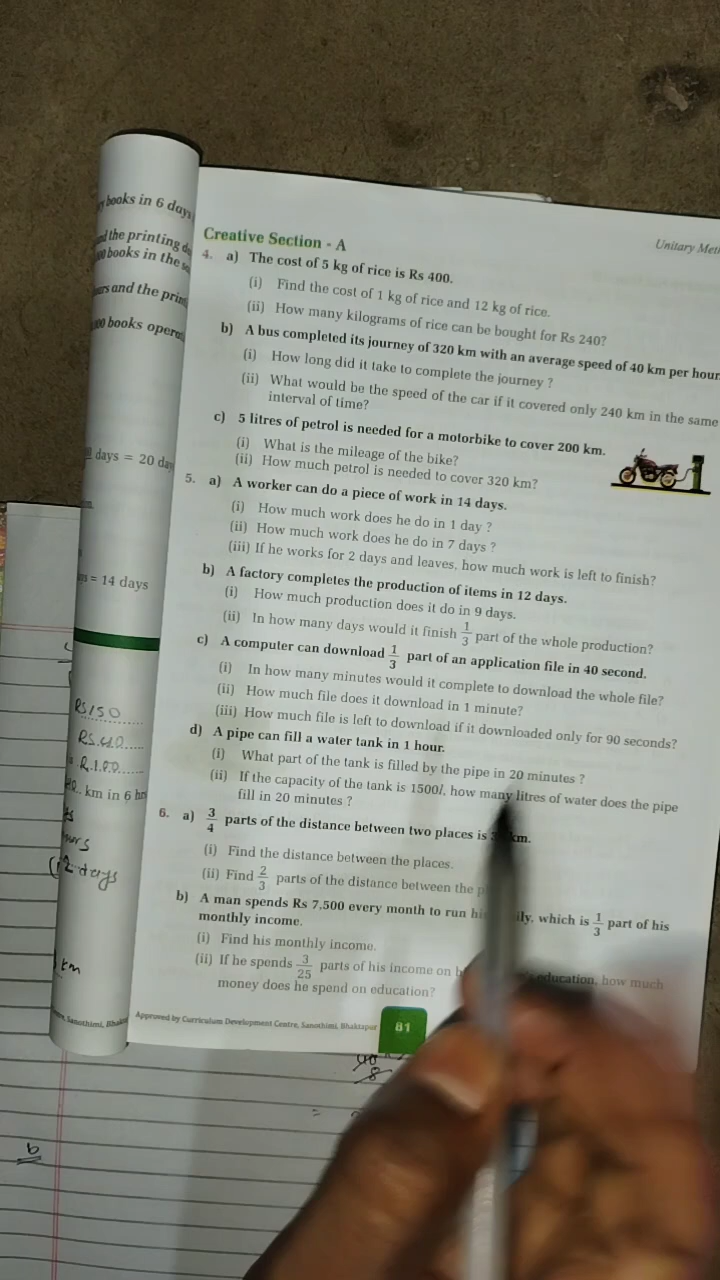 books in 6 days
the printing
books in the
and the prin
books opera
days = 20 day
= 14 days
Rs150
km in 6 hr
days
km
Sanothimi, Bhak
Creative Section - A
Unitary Met
4. a) The cost of 5 kg of rice is Rs 400.
(i) Find the cost of 1 kg of rice and 12 kg of rice.
(ii) How many kilograms of rice can be bought for Rs 240?
b) A bus completed its journey of 320 km with an average speed of 40 km per hour
(i) How long did it take to complete the journey ?
(ii) What would be the speed of the car if it covered only 240 km in the same
interval of time?
c) 5 litres of petrol is needed for a motorbike to cover 200 km.
(i) What is the mileage of the bike?
(ii) How much petrol is needed to cover 320 km?
5. a) A worker can do a piece of work in 14 days.
(i) How much work does he do in 1 day ?
(ii) How much work does he do in 7 days ?
(iii) If he works for 2 days and leaves, how much work is left to finish?
b) A factory completes the production of items in 12 days.
(i) How much production does it do in 9 days.
(ii) In how many days would it finish 1/3 part of the whole production?
c) A computer can download 1/3 part of an application file in 40 second.
(i) In how many minutes would it complete to download the whole file?
(ii) How much file does it download in 1 minute?
(iii) How much file is left to download if it downloaded only for 90 seconds?
d) A pipe can fill a water tank in 1 hour.
(i) What part of the tank is filled by the pipe in 20 minutes ?
(ii) If the capacity of the tank is 1500l, how many litres of water does the pipe
fill in 20 minutes ?
6. a) 3/4 parts of the distance between two places is km.
(i) Find the distance between the places.
(ii) Find 2/3 parts of the distance between the p
b) A man spends Rs 7,500 every month to run hi ily, which is 1/3 part of his
monthly income.
(i) Find his monthly income.
(ii) If he spends 3/25 parts of his income on education, how much
money does he spend on education?
Approved by Curriculum Development Centre, Sanothimi, Bhaktapur
81
8
=
b